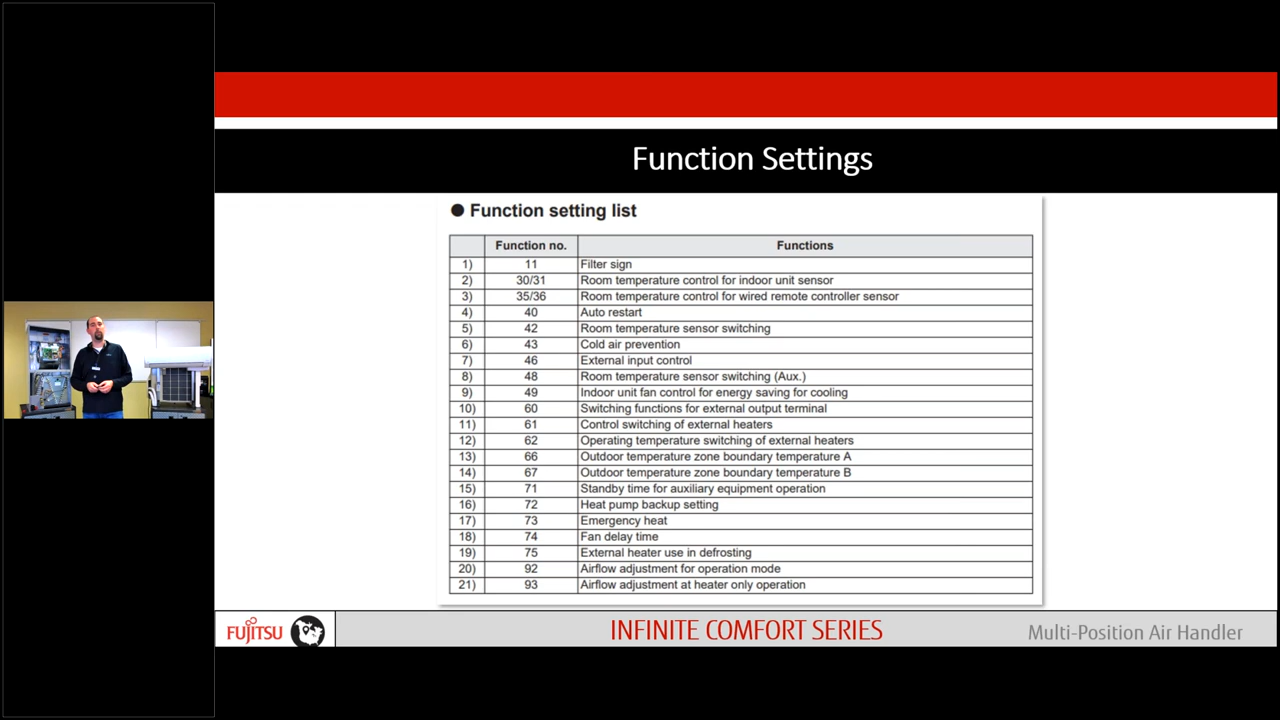 Function Settings
● Function setting list
Function no. Functions
1) 11 Filter sign
2) 30/31 Room temperature control for indoor unit sensor
3) 35/36 Room temperature control for wired remote controller sensor
4) 40 Auto restart
5) 42 Room temperature sensor switching
6) 43 Cold air prevention
7) 46 External input control
8) 48 Room temperature sensor switching (Aux.)
9) 49 Indoor unit fan control for energy saving for cooling
10) 60 Switching functions for external output terminal
11) 61 Control switching of external heaters
12) 62 Operating temperature switching of external heaters
13) 66 Outdoor temperature zone boundary temperature A
14) 67 Outdoor temperature zone boundary temperature B
15) 71 Standby time for auxiliary equipment operation
16) 72 Heat pump backup setting
17) 73 Emergency heat
18) 74 Fan delay time
19) 75 External heater use in defrosting
20) 92 Airflow adjustment for operation mode
21) 93 Airflow adjustment at heater only operation
FUJITSU INFINITE COMFORT SERIES Multi-Position Air Handler